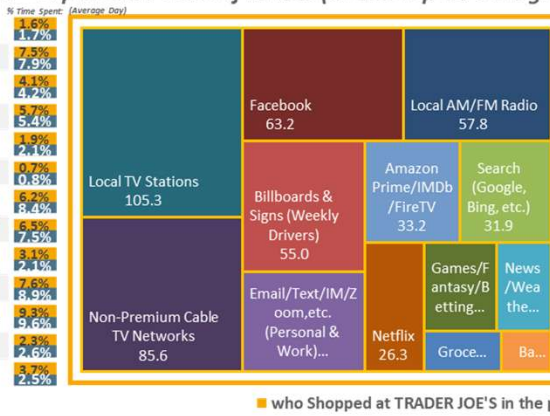 % Time Spent: (Average Day)
1.6%
1.7%
7.5%
7.9%
4.1%
4.2%
5.7%
5.4%
1.9%
2.1%
0.7%
0.8%
6.2%
8.4%
6.5%
7.5%
3.1%
2.1%
7.6%
8.9%
9.3%
9.6%
2.3%
2.6%
3.7%
2.5%
Local TV Stations
105.3
Non-Premium Cable
TV Networks
85.6
Facebook
63.2
Local AM/FM Radio
57.8
Billboards &
Signs (Weekly
Drivers)
55.0
Amazon
Prime/IMDb
/FireTV
33.2
Search
(Google,
Bing, etc.)
31.9
Email/Text/IM/Z
oom,etc.
(Personal &
Work)...
Netflix
26.3
Games/F
antasy/B
etting...
News
/Wea
the...
Groce...
Ba...
who Shopped at TRADER JOE'S in the